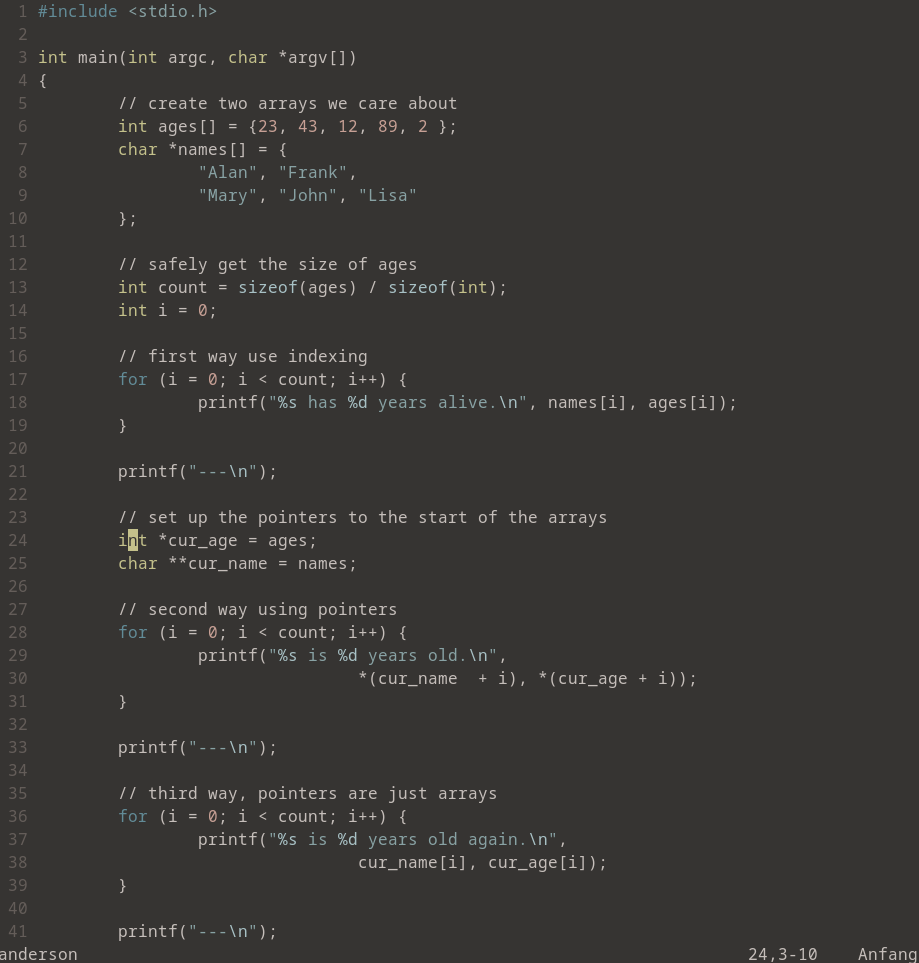 1 #include <stdio.h>
2
3 int main(int argc, char *argv[])
4 {
5         // create two arrays we care about
6         int ages[] = {23, 43, 12, 89, 2 };
7         char *names[] = {
8                 "Alan", "Frank",
9                 "Mary", "John", "Lisa"
10         };
11
12         // safely get the size of ages
13         int count = sizeof(ages) / sizeof(int);
14         int i = 0;
15
16         // first way use indexing
17         for (i = 0; i < count; i++) {
18                 printf("%s has %d years alive.\n", names[i], ages[i]);
19         }
20
21         printf("---\n");
22
23         // set up the pointers to the start of the arrays
24         int *cur_age = ages;
25         char **cur_name = names;
26
27         // second way using pointers
28         for (i = 0; i < count; i++) {
29                 printf("%s is %d years old.\n",
30                                 *(cur_name  + i), *(cur_age + i));
31         }
32
33         printf("---\n");
34
35         // third way, pointers are just arrays
36         for (i = 0; i < count; i++) {
37                 printf("%s is %d years old again.\n",
38                                 cur_name[i], cur_age[i]);
39         }
40
41         printf("---\n");
anderson 24,3-10 Anfang